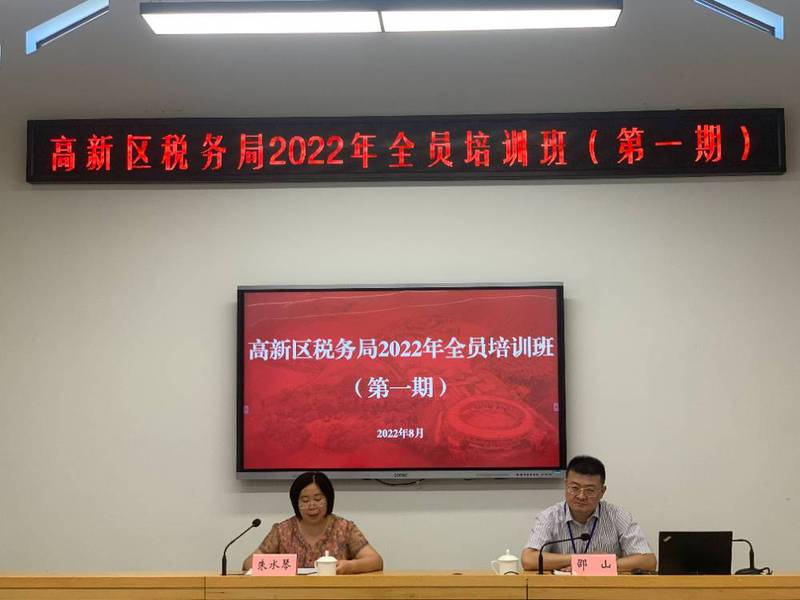 高新区税务局2022年全员培训班（第一期）
高新区税务局2022年全员培训班
（第一期）
2022年8月
朱水琴
邵山